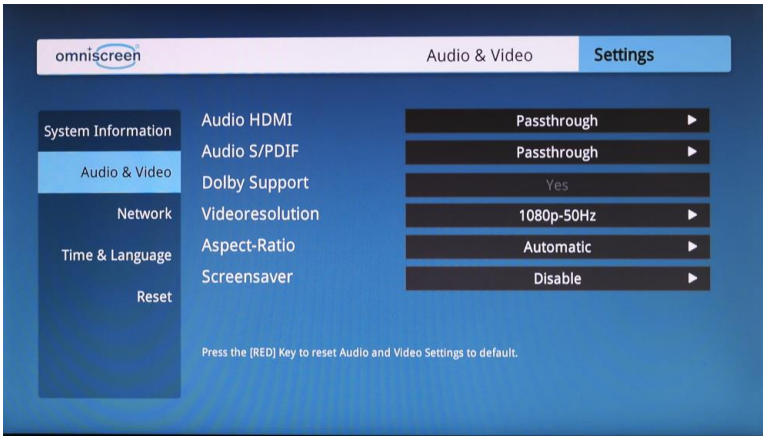 omniscreen
Audio & Video
Settings
System Information
Audio & Video
Network
Time & Language
Reset
Audio HDMI Passthrough
Audio S/PDIF Passthrough
Dolby Support Yes
Videoresolution 1080p-50Hz
Aspect-Ratio Automatic
Screensaver Disable
Press the [RED] Key to reset Audio and Video Settings to default.